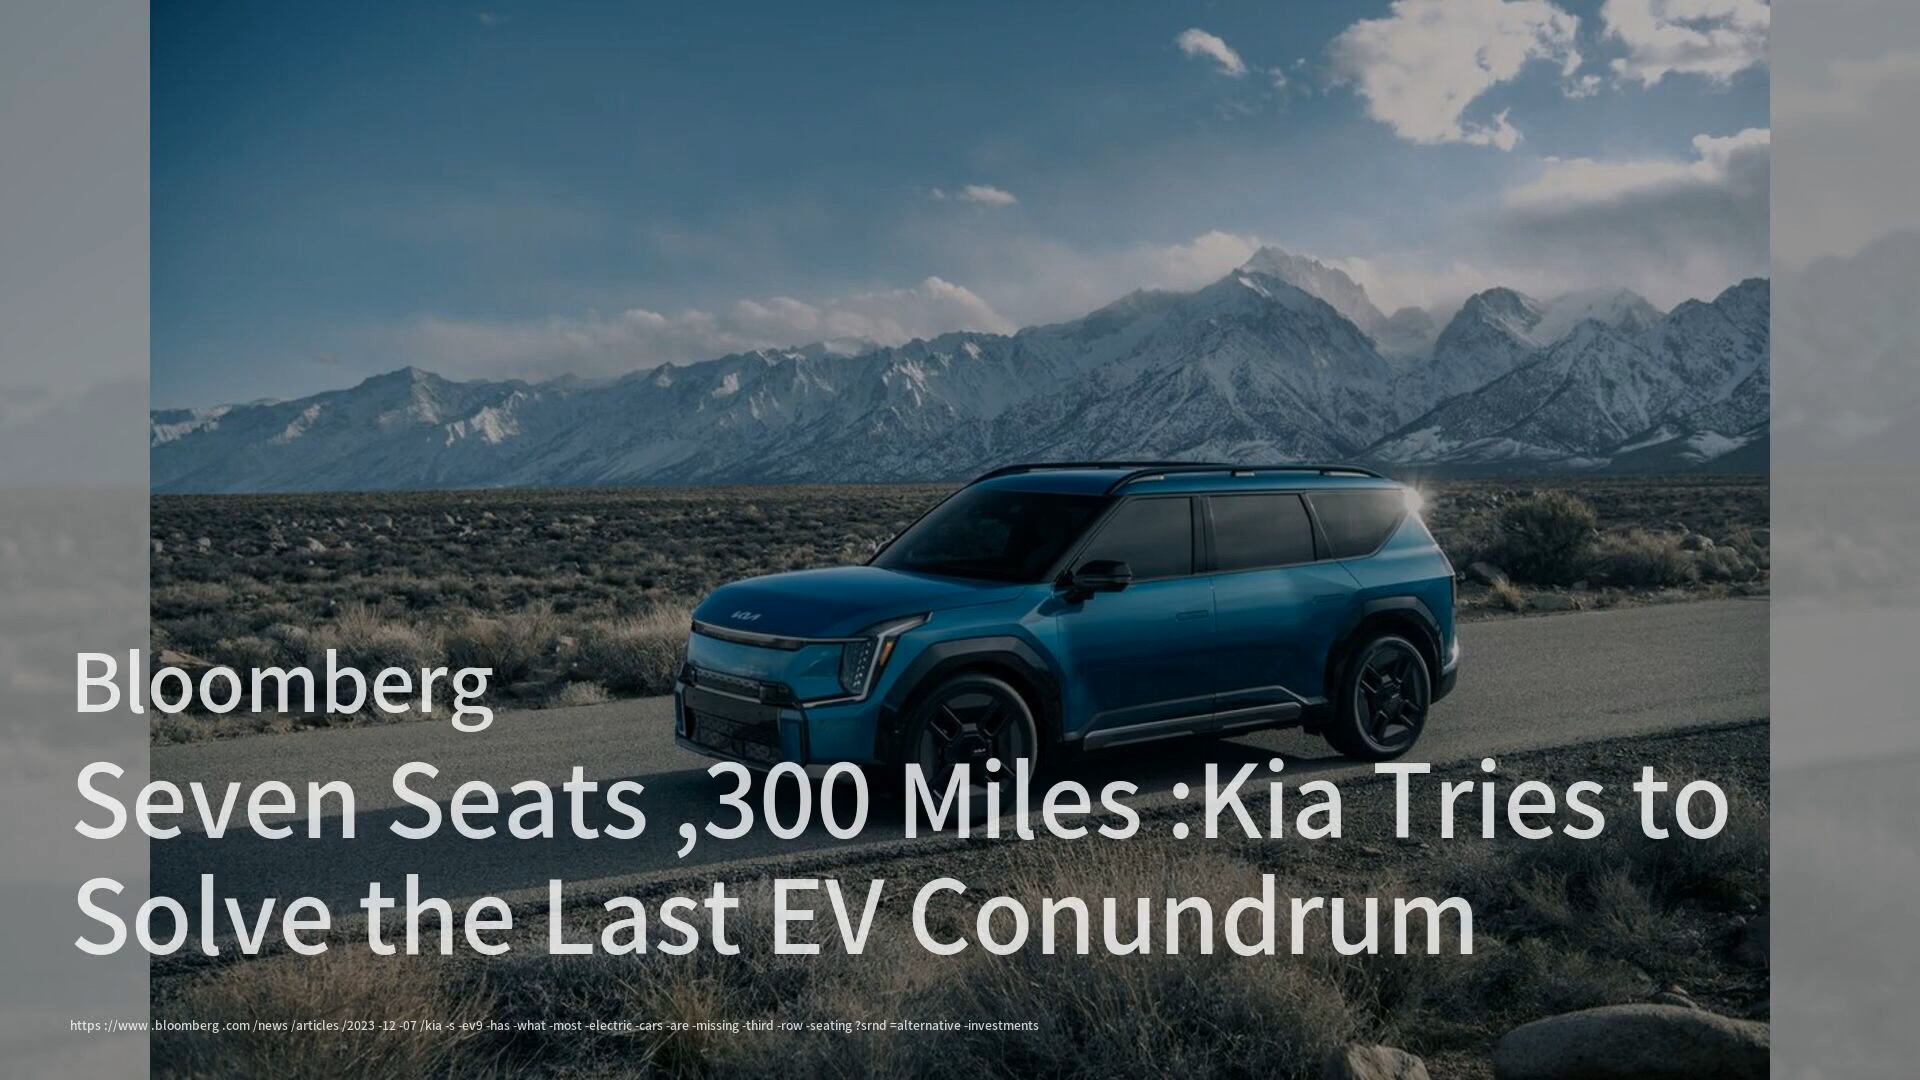 KIA
Bloomberg
Seven Seats ,300 Miles :Kia Tries to
Solve the Last EV Conundrum
https ://www .bloomberg .com /news /articles /2023 -12 -07 /kia -s -ev9 -has -what -most -electric -cars -are -missing -third -row -seating ?srnd =alternative -investments